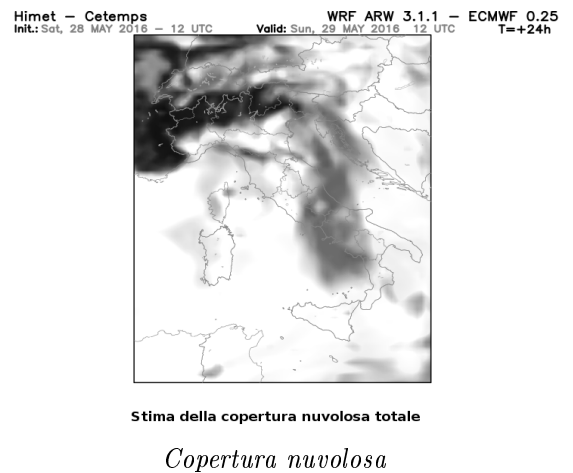 Himet – Cetemps WRF ARW 3.1.1 – ECMWF 0.25
Init.: Sat, 28 MAY 2016 – 12 UTC Valid: Sun, 29 MAY 2016 12 UTC T=+24h
Stima della copertura nuvolosa totale
Copertura nuvolosa